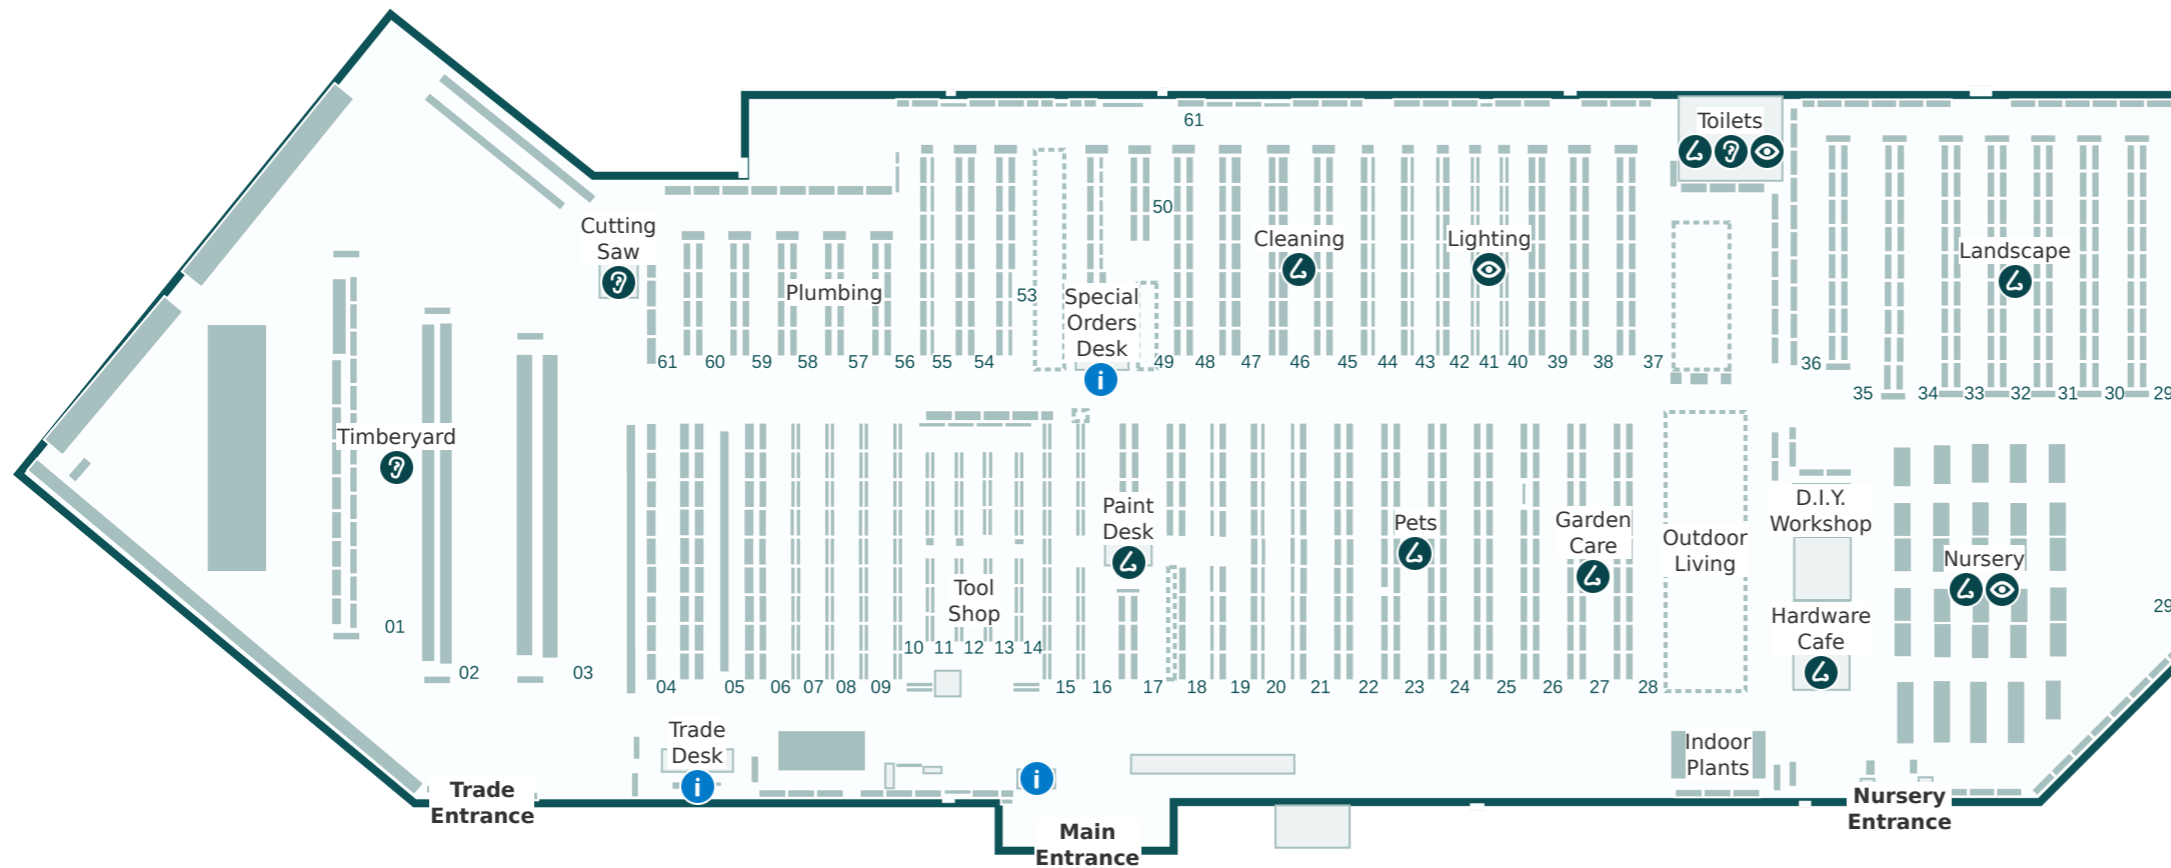 61
Toilets
50
Cutting
Saw
Cleaning
Lighting
Landscape
Plumbing
53
Special
Orders
Desk
i
61
60
59
58
57
56
55
54
49
48
47
46
45
44
43
42
41
40
39
38
37
36
35
34
33
32
31
30
29
Timberyard
Paint
Desk
Pets
Garden
Care
Outdoor
Living
D.I.Y.
Workshop
Nursery
Tool
Shop
Hardware
Cafe
29
01
02
03
10
11
12
13
14
04
05
06
07
08
09
15
16
17
18
19
20
21
22
23
24
25
26
27
28
Trade
Desk
i
i
Indoor
Plants
Trade
Entrance
Main
Entrance
Nursery
Entrance